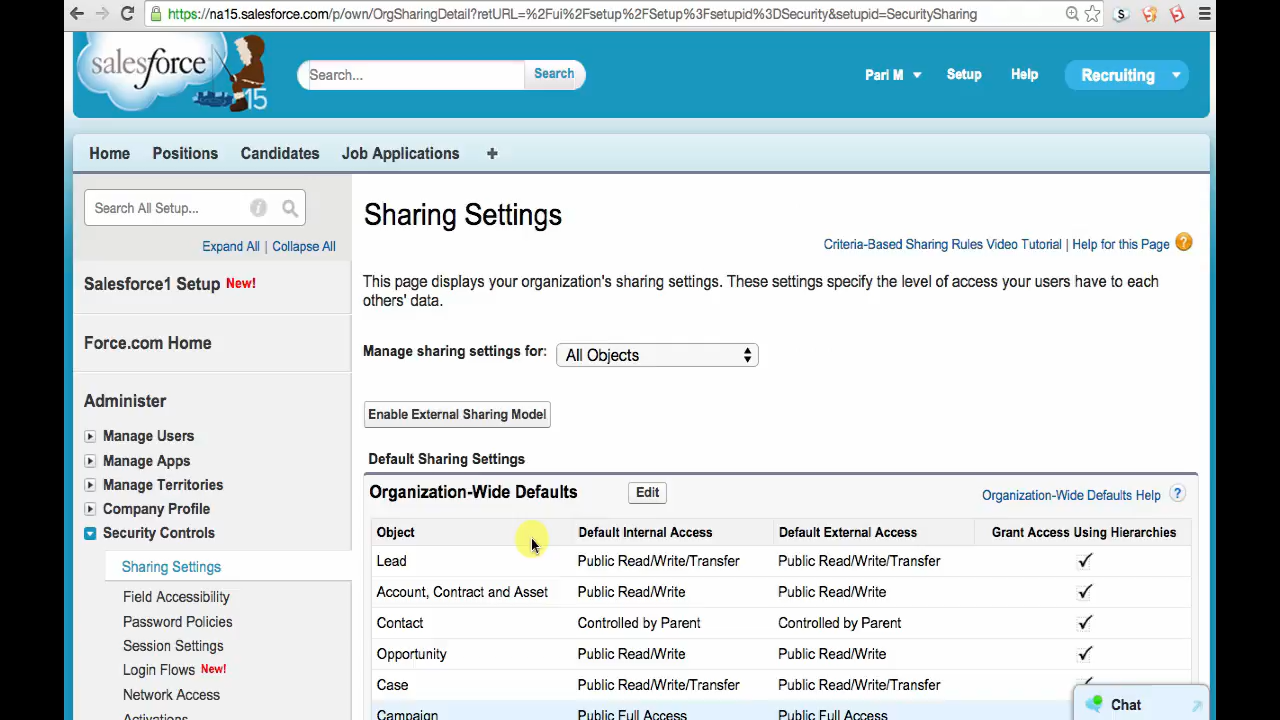 https://na15.salesforce.com/p/own/OrgSharingDetail?retURL=%2Fui%2Fsetup%2FSetup%3Fsetupid%3DSecurity&setupid=SecuritySharing
salesforce
15
Search...
Search
Pari M
Setup
Help
Recruiting
Home
Positions
Candidates
Job Applications
+
Search All Setup...
Expand All | Collapse All
Salesforce1 Setup New!
Force.com Home
Administer
Manage Users
Manage Apps
Manage Territories
Company Profile
Security Controls
Sharing Settings
Field Accessibility
Password Policies
Session Settings
Login Flows New!
Network Access
Activations
Sharing Settings
Criteria-Based Sharing Rules Video Tutorial | Help for this Page ?
This page displays your organization's sharing settings. These settings specify the level of access your users have to each
others' data.
Manage sharing settings for: All Objects
Enable External Sharing Model
Default Sharing Settings
Organization-Wide Defaults Edit Organization-Wide Defaults Help ?
Object Default Internal Access Default External Access Grant Access Using Hierarchies
Lead Public Read/Write/Transfer Public Read/Write/Transfer ✓
Account, Contract and Asset Public Read/Write Public Read/Write ✓
Contact Controlled by Parent Controlled by Parent ✓
Opportunity Public Read/Write Public Read/Write ✓
Case Public Read/Write/Transfer Public Read/Write/Transfer ✓
Campaign Public Full Access Public Full Access
Chat